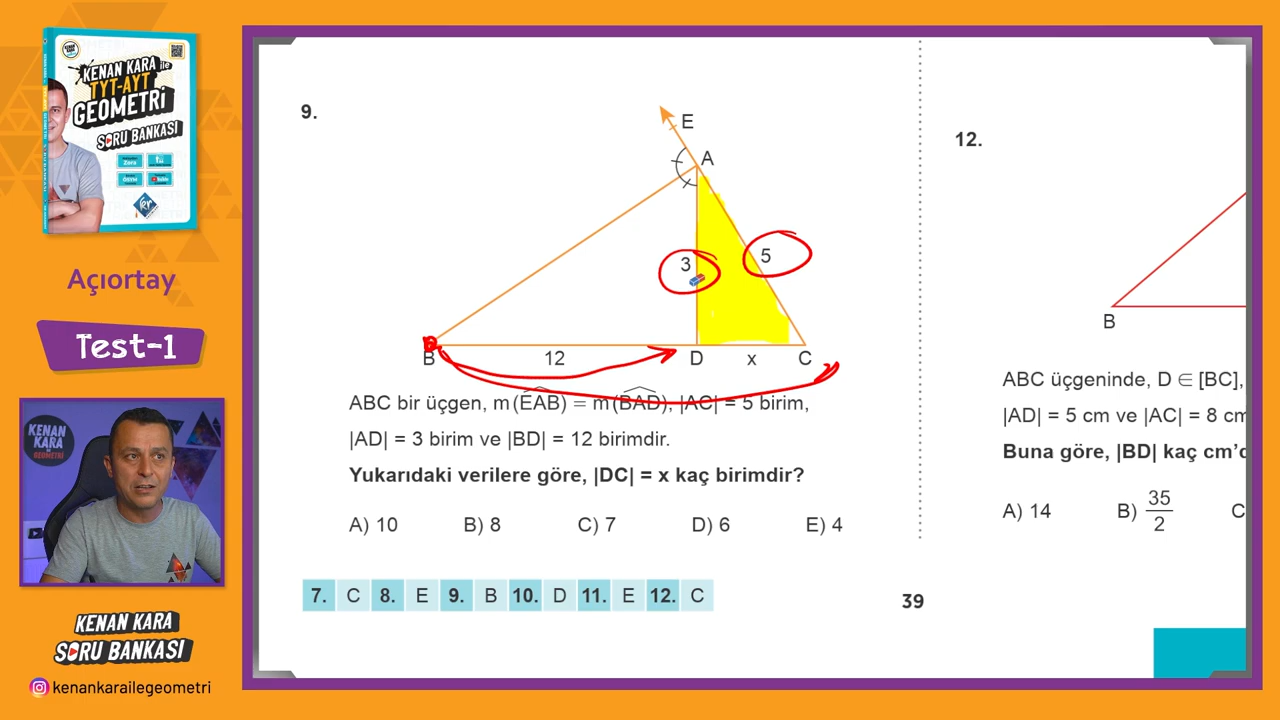 KENAN KARA ile
TYT-AYT
GEOMETRİ
SORU BANKASI
Açıortay
Test-1
KENAN KARA
ile
GEOMETRİ
KENAN KARA
SORU BANKASI
kenankarailegeometri
9.
E
A
3
5
B
12
D
x
C
ABC bir üçgen, m(EAB) = m(BAD), |AC| = 5 birim,
|AD| = 3 birim ve |BD| = 12 birimdir.
Yukarıdaki verilere göre, |DC| = x kaç birimdir?
A) 10 B) 8 C) 7 D) 6 E) 4
7. C 8. E 9. B 10. D 11. E 12. C
39
12.
B
ABC üçgeninde, D ∈ [BC],
|AD| = 5 cm ve |AC| = 8 cm
Buna göre, |BD| kaç cm'd
A) 14 B) 35/2 C